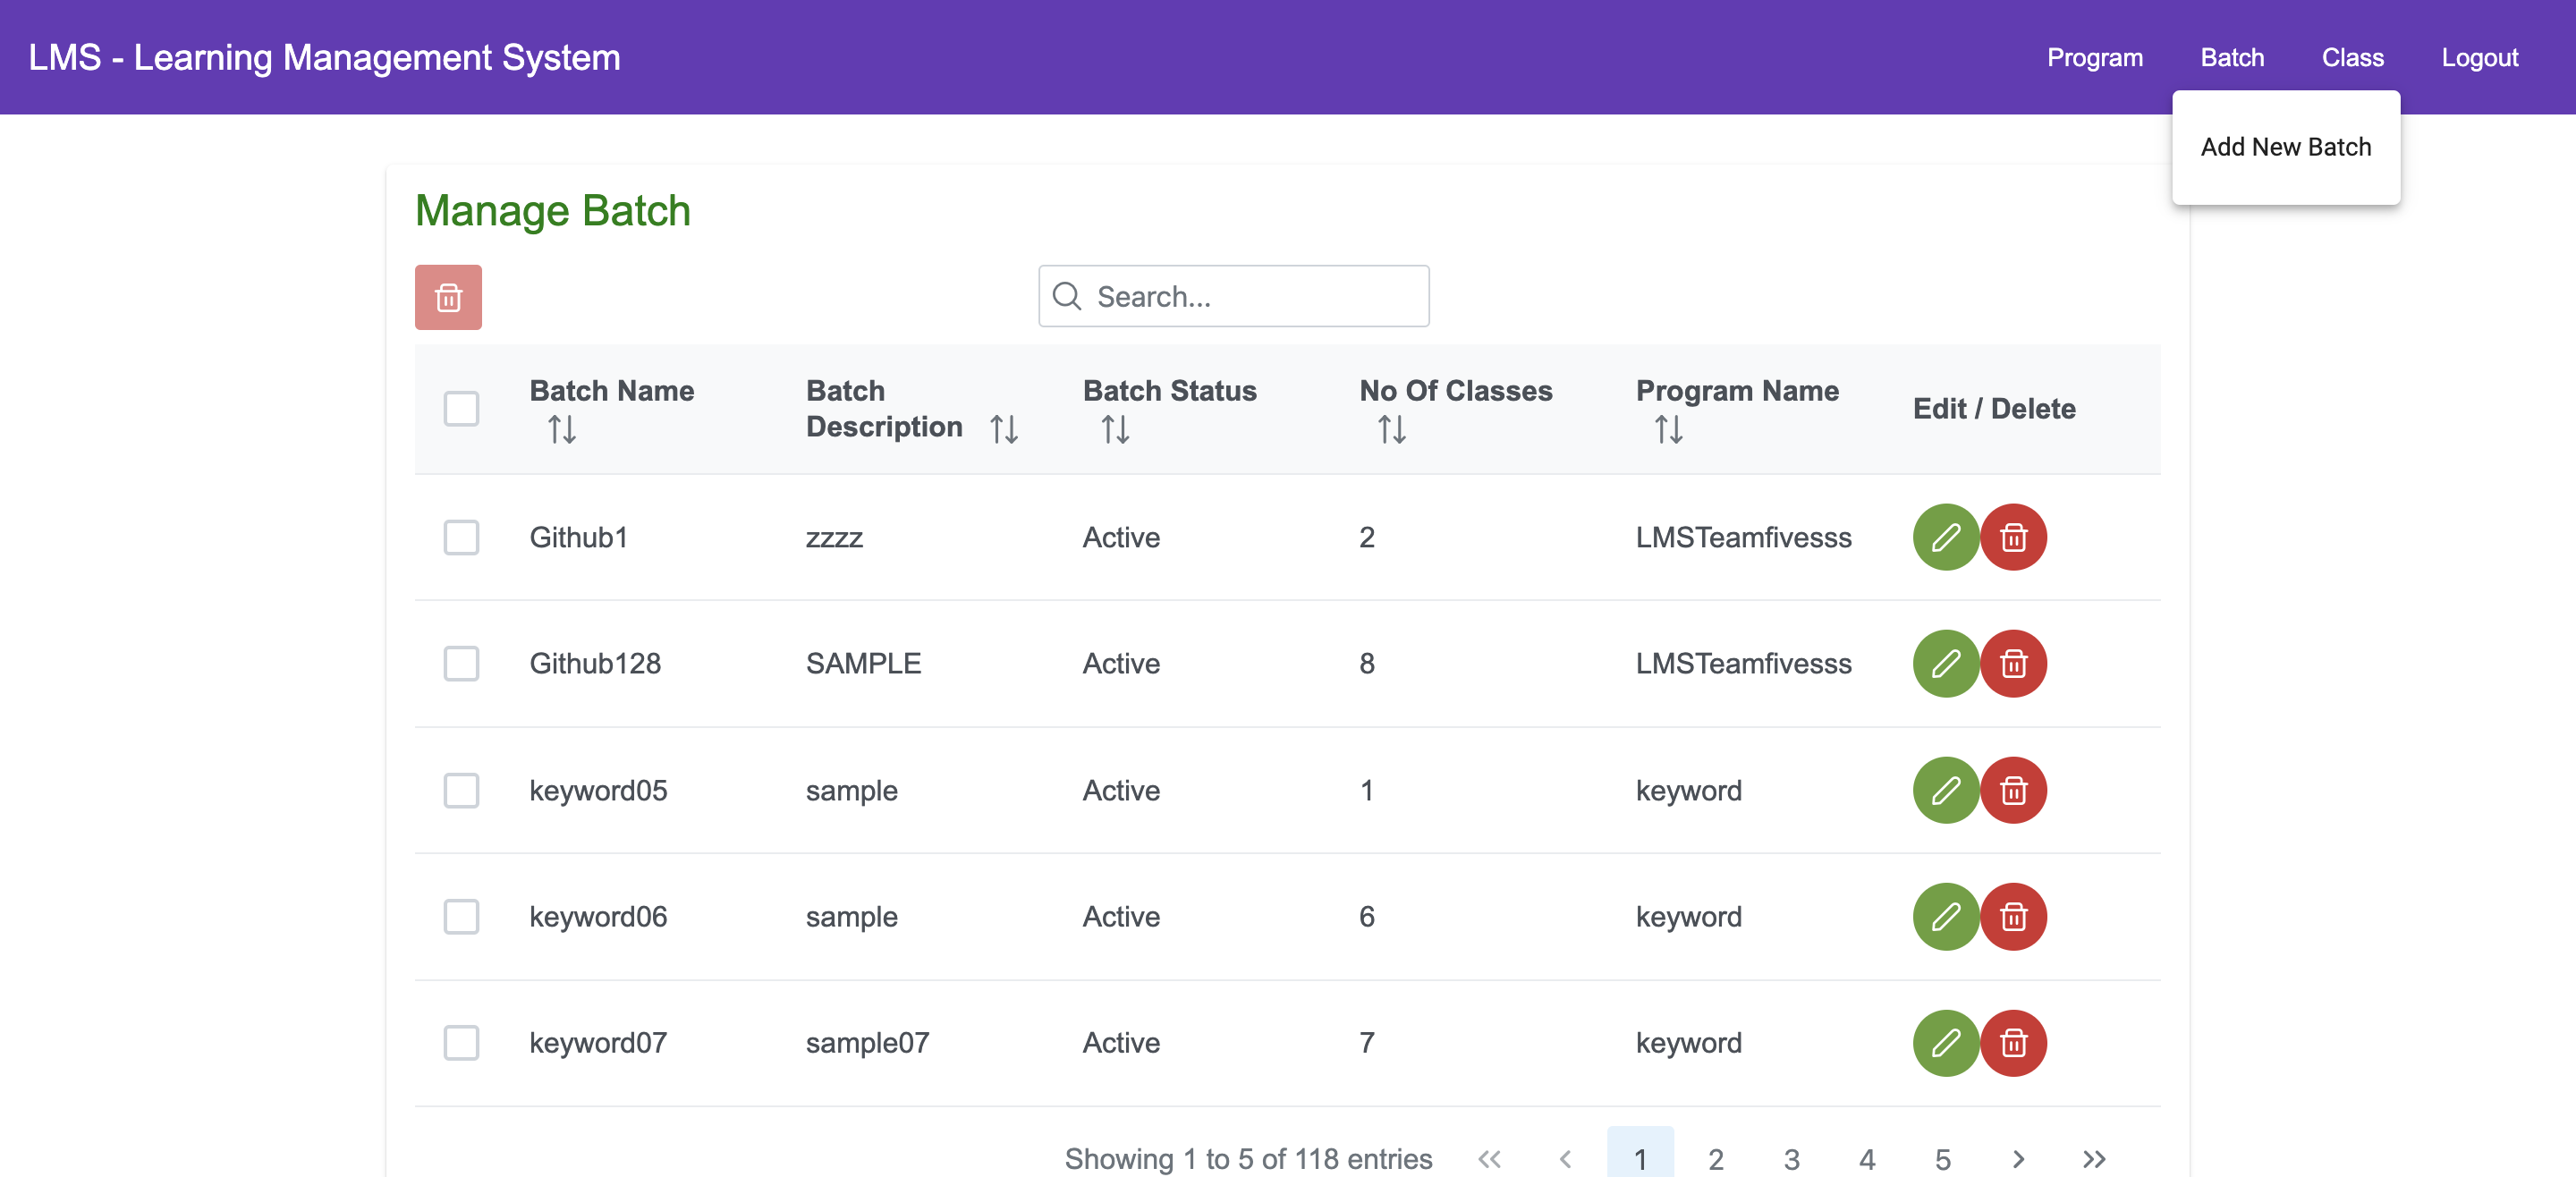 LMS - Learning Management System
Program Batch Class Logout
Add New Batch
Manage Batch
Search...
Batch Name Batch Description Batch Status No Of Classes Program Name Edit / Delete
Github1 zzzz Active 2 LMSTeamfivesss
Github128 SAMPLE Active 8 LMSTeamfivesss
keyword05 sample Active 1 keyword
keyword06 sample Active 6 keyword
keyword07 sample07 Active 7 keyword
Showing 1 to 5 of 118 entries « ‹ 1 2 3 4 5 › »